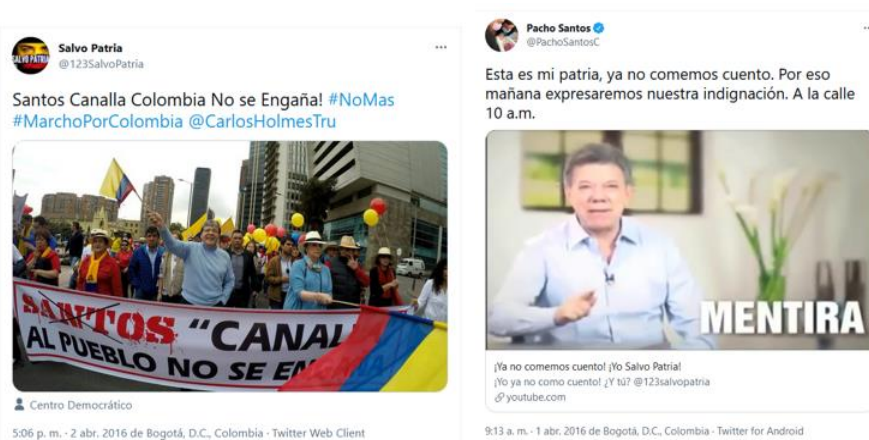 Salvo Patria
@123SalvoPatria
Santos Canalla Colombia No se Engaña! #NoMas
#MarchoPorColombia @CarlosHolmesTru
SALVO PATRIA
SANTOS "CANAL
AL PUEBLO NO SE EN
Centro Democrático
5:06 p. m. · 2 abr. 2016 de Bogotá, D.C., Colombia · Twitter Web Client
Pacho Santos
@PachoSantosC
Esta es mi patria, ya no comemos cuento. Por eso
mañana expresaremos nuestra indignación. A la calle
10 a.m.
MENTIRA
¡Ya no comemos cuento! ¡Yo Salvo Patria!
¡Yo ya no como cuento! ¿Y tú? @123salvopatria
youtube.com
9:13 a. m. · 1 abr. 2016 de Bogotá, D.C., Colombia · Twitter for Android